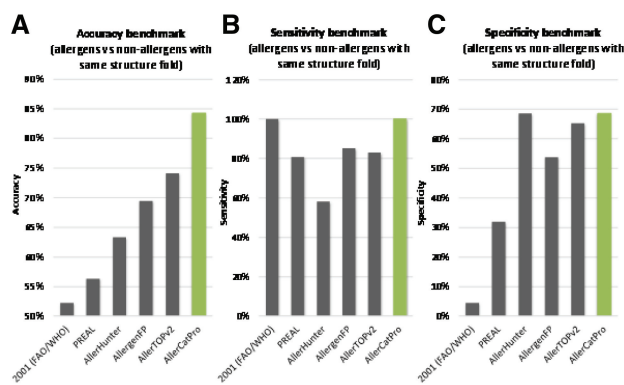 A
Accuracy benchmark
(allergens vs non-allergens with
same structure fold)
90%
85%
80%
75%
70%
65%
60%
55%
50%
Accuracy
2001 (FAO/WHO)
PREAL
AllerHunter
AllergenFP
AllerTOPv2
AllerCatPro
B
Sensitivity benchmark
(allergens vs non-allergens with
same structure fold)
120%
100%
80%
60%
40%
20%
0%
Sensitivity
2001 (FAO/WHO)
PREAL
AllerHunter
AllergenFP
AllerTOPv2
AllerCatPro
C
Specificity benchmark
(allergens vs non-allergens with
same structure fold)
80%
70%
60%
50%
40%
30%
20%
10%
0%
Specificity
2001 (FAO/WHO)
PREAL
AllerHunter
AllergenFP
AllerTOPv2
AllerCatPro